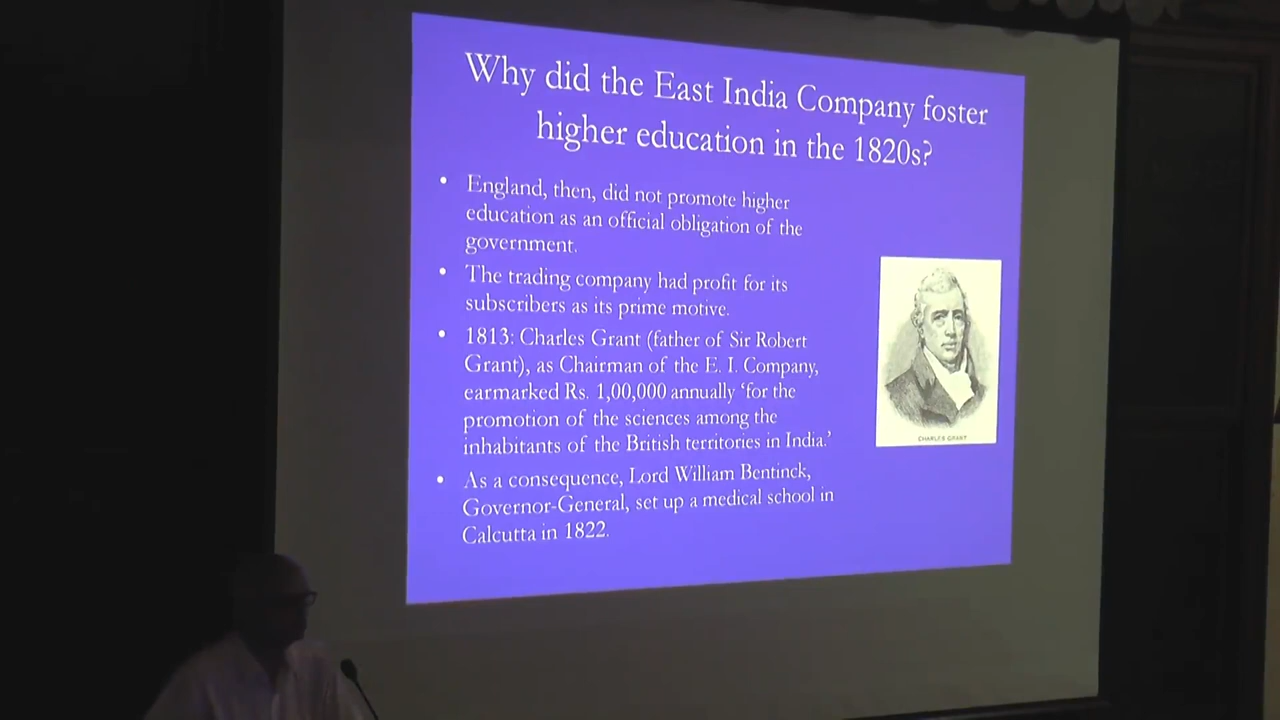 Why did the East India Company foster
higher education in the 1820s?
• England, then, did not promote higher
education as an official obligation of the
government.
• The trading company had profit for its
subscribers as its prime motive.
• 1813: Charles Grant (father of Sir Robert
Grant), as Chairman of the E. I. Company,
earmarked Rs. 1,00,000 annually ‘for the
promotion of the sciences among the
inhabitants of the British territories in India.’
• As a consequence, Lord William Bentinck,
Governor-General, set up a medical school in
Calcutta in 1822.
CHARLES GRANT